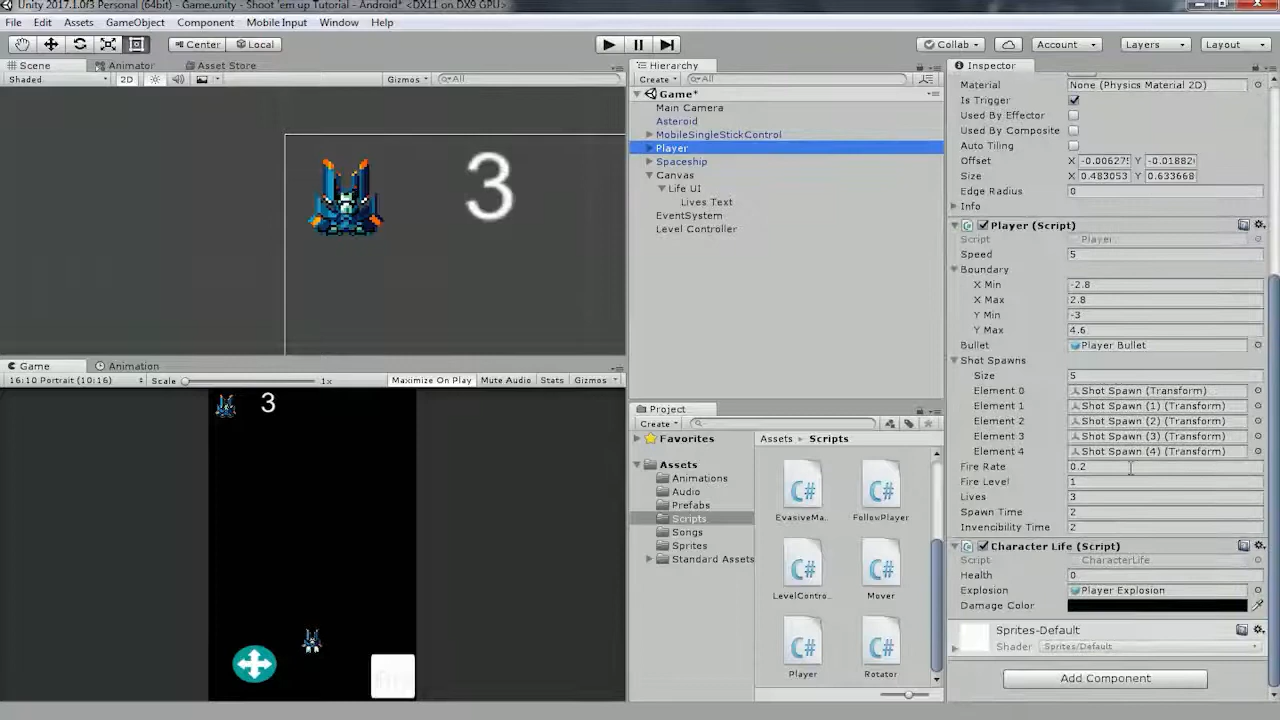 Unity 2017.1.0f3 Personal (64bit) - Game.unity - Shoot 'em up Tutorial - Android* <DX11 on DX9 GPU>
File Edit Assets GameObject Component Mobile Input Window Help
Center Local Collab Account Layers Layout
Scene Animator Asset Store
Shaded 2D Gizmos All
3
Game Animation
16:10 Portrait (10:16) Scale 1x Maximize On Play Mute Audio Stats Gizmos
3
Hierarchy
Create All
Game*
Main Camera
Asteroid
MobileSingleStickControl
Player
Spaceship
Canvas
Life UI
Lives Text
EventSystem
Level Controller
Project
Create
Favorites
Assets
Animations
Audio
Prefabs
Scripts
Songs
Sprites
Standard Assets
Assets Scripts
EvasiveMa... FollowPlayer
LevelContro... Mover
Player Rotator
Inspector
Material None (Physics Material 2D)
Is Trigger
Used By Effector
Used By Composite
Auto Tiling
Offset X -0.00627 Y -0.0188
Size X 0.483053 Y 0.633668
Edge Radius 0
Info
Player (Script)
Script Player
Speed 5
Boundary
X Min -2.8
X Max 2.8
Y Min -3
Y Max 4.6
Bullet Player Bullet
Shot Spawns
Size 5
Element 0 Shot Spawn (Transform)
Element 1 Shot Spawn (1) (Transform)
Element 2 Shot Spawn (2) (Transform)
Element 3 Shot Spawn (3) (Transform)
Element 4 Shot Spawn (4) (Transform)
Fire Rate 0.2
Fire Level 1
Lives 3
Spawn Time 2
Invencibility Time 2
Character Life (Script)
Script CharacterLife
Health 0
Explosion Player Explosion
Damage Color
Sprites-Default
Shader Sprites/Default
Add Component